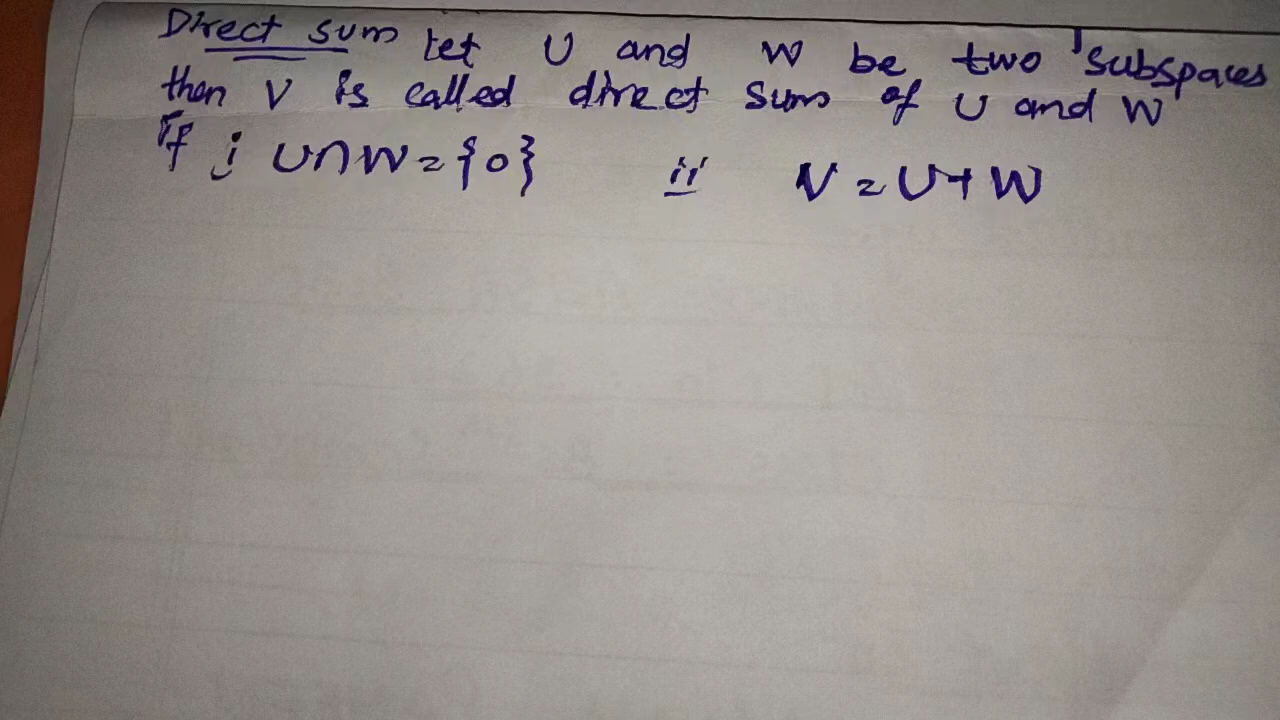 Direct sum let U and W be two subspaces
then V is called direct sum of U and W
If i U∩W = {0} ii V = U+W